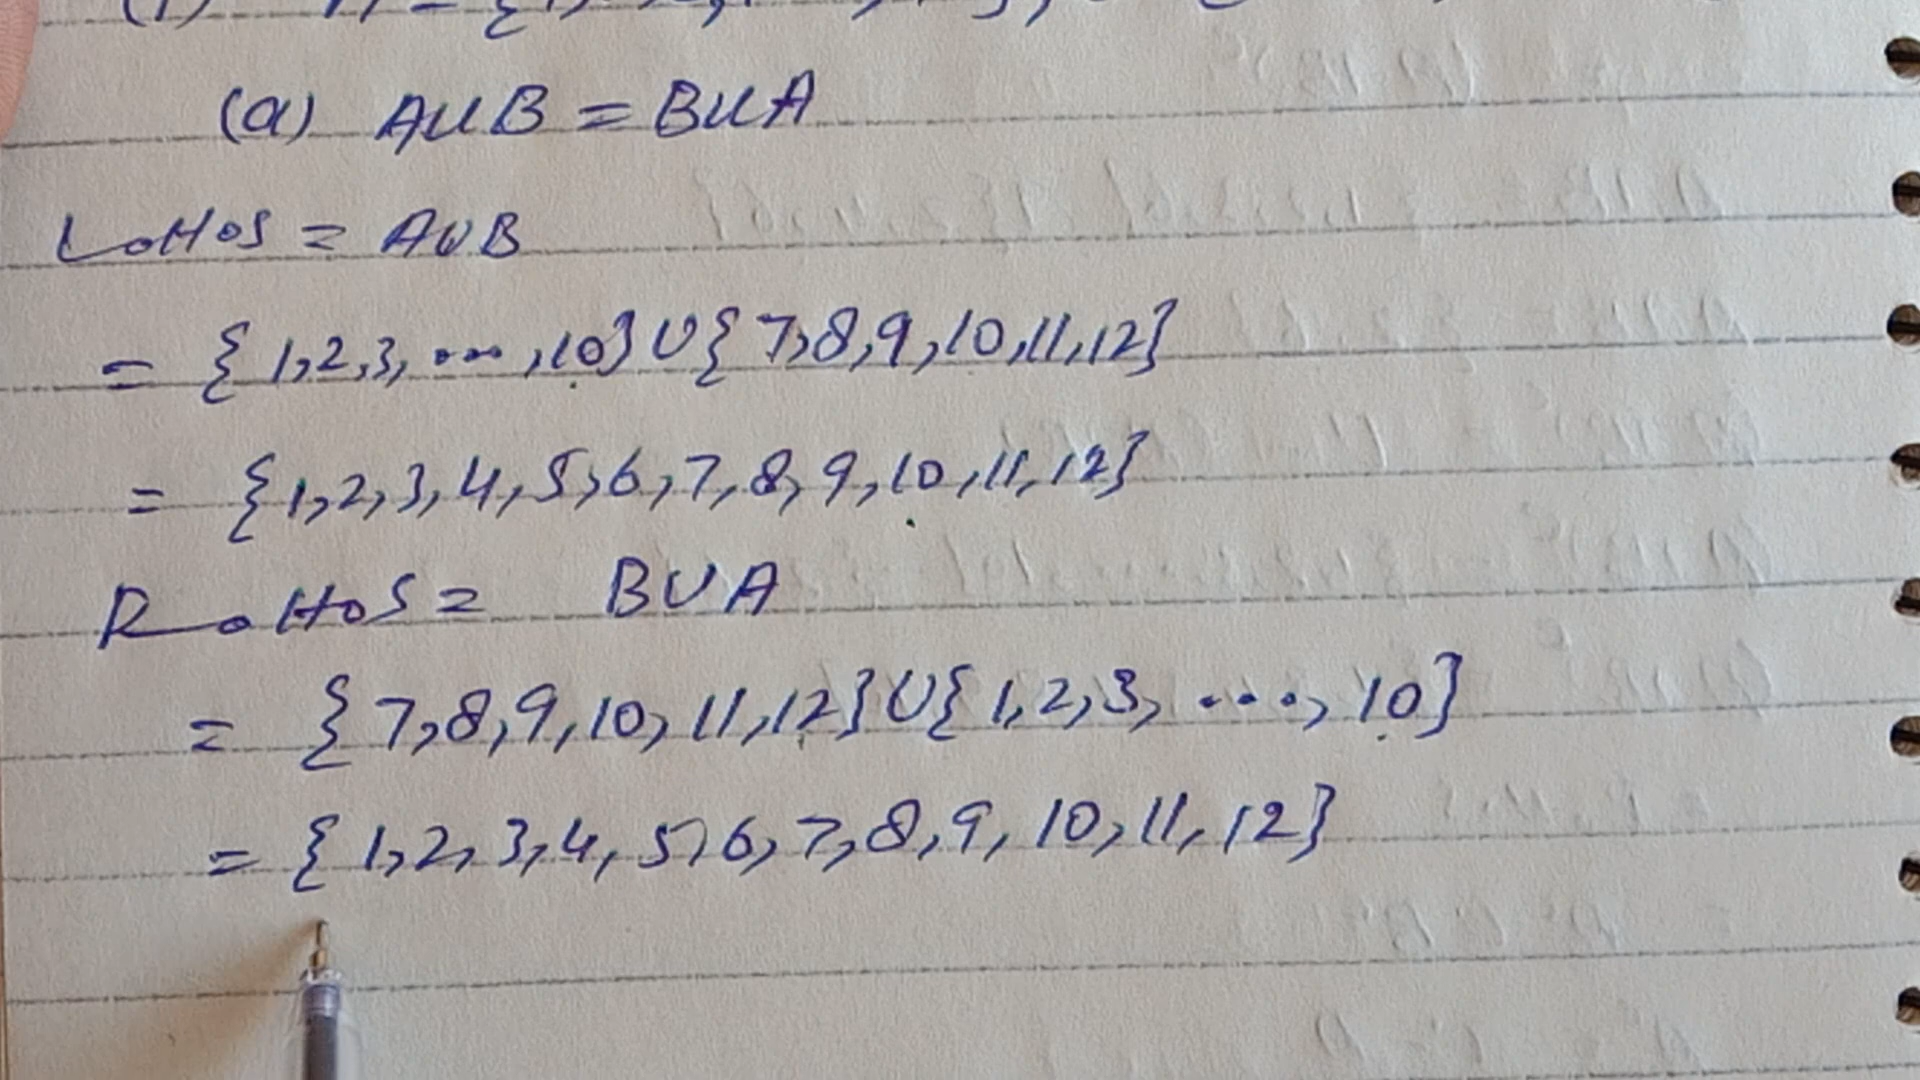 (a) A∪B = B∪A
L.H.S = A∪B
= {1,2,3, ..., 10} ∪ {7,8,9,10,11,12}
= {1,2,3,4,5,6,7,8,9,10,11,12}
R.H.S = B∪A
= {7,8,9,10,11,12} ∪ {1,2,3, ..., 10}
= {1,2,3,4,5,6,7,8,9,10,11,12}